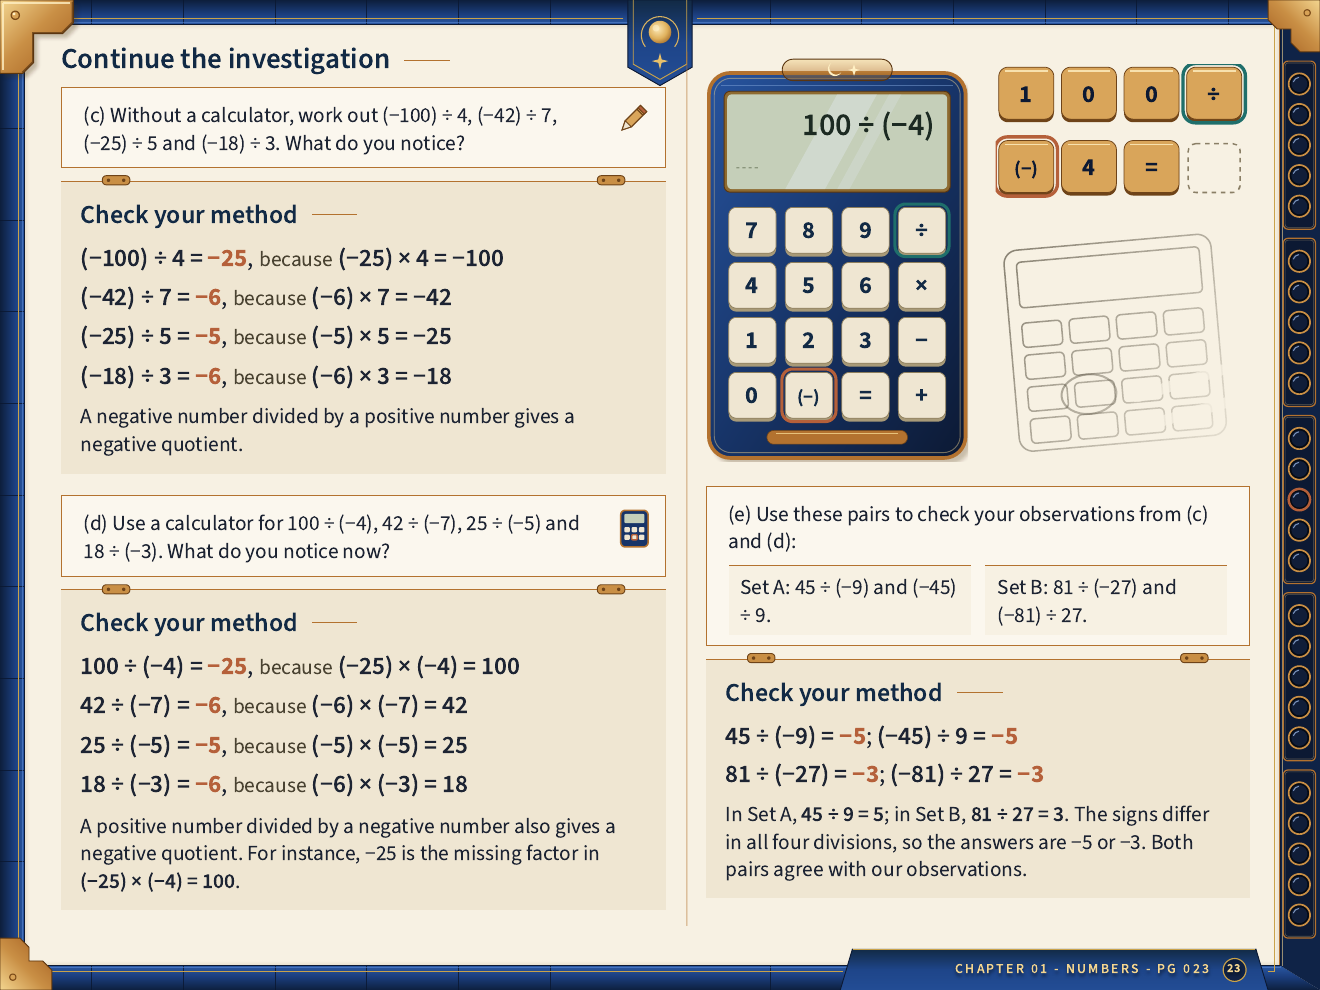 Continue the investigation
(c) Without a calculator, work out (−100) ÷ 4, (−42) ÷ 7,
(−25) ÷ 5 and (−18) ÷ 3. What do you notice?
Check your method
(−100) ÷ 4 = −25, because (−25) × 4 = −100
(−42) ÷ 7 = −6, because (−6) × 7 = −42
(−25) ÷ 5 = −5, because (−5) × 5 = −25
(−18) ÷ 3 = −6, because (−6) × 3 = −18
A negative number divided by a positive number gives a
negative quotient.
(d) Use a calculator for 100 ÷ (−4), 42 ÷ (−7), 25 ÷ (−5) and
18 ÷ (−3). What do you notice now?
Check your method
100 ÷ (−4) = −25, because (−25) × (−4) = 100
42 ÷ (−7) = −6, because (−6) × (−7) = 42
25 ÷ (−5) = −5, because (−5) × (−5) = 25
18 ÷ (−3) = −6, because (−6) × (−3) = 18
A positive number divided by a negative number also gives a
negative quotient. For instance, −25 is the missing factor in
(−25) × (−4) = 100.
100 ÷ (−4)
7 8 9 ÷
4 5 6 ×
1 2 3 −
0 (−) = +
1 0 0 ÷
(−) 4 =
(e) Use these pairs to check your observations from (c)
and (d):
Set A: 45 ÷ (−9) and (−45)
÷ 9.
Set B: 81 ÷ (−27) and
(−81) ÷ 27.
Check your method
45 ÷ (−9) = −5; (−45) ÷ 9 = −5
81 ÷ (−27) = −3; (−81) ÷ 27 = −3
In Set A, 45 ÷ 9 = 5; in Set B, 81 ÷ 27 = 3. The signs differ
in all four divisions, so the answers are −5 or −3. Both
pairs agree with our observations.
CHAPTER 01 - NUMBERS - PG 023 23